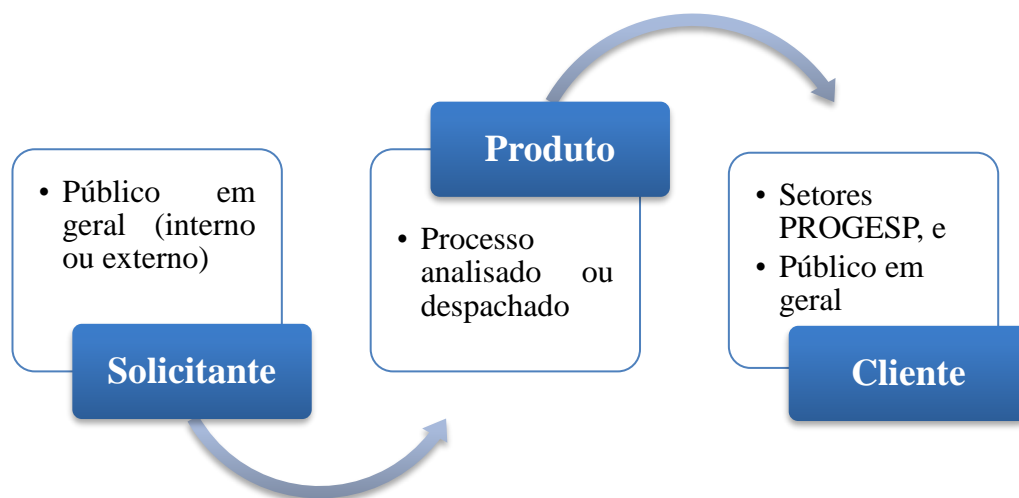 • Público em
geral (interno
ou externo)
Solicitante
Produto
• Processo
analisado ou
despachado
• Setores
PROGESP, e
• Público em
geral
Cliente